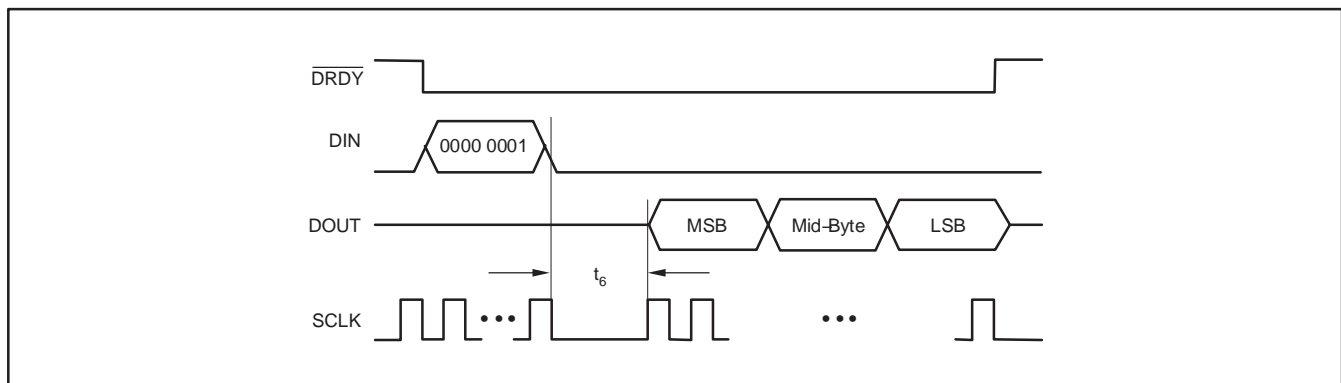 DRDY
DIN
0000 0001
DOUT
MSB
Mid–Byte
LSB
t6
SCLK